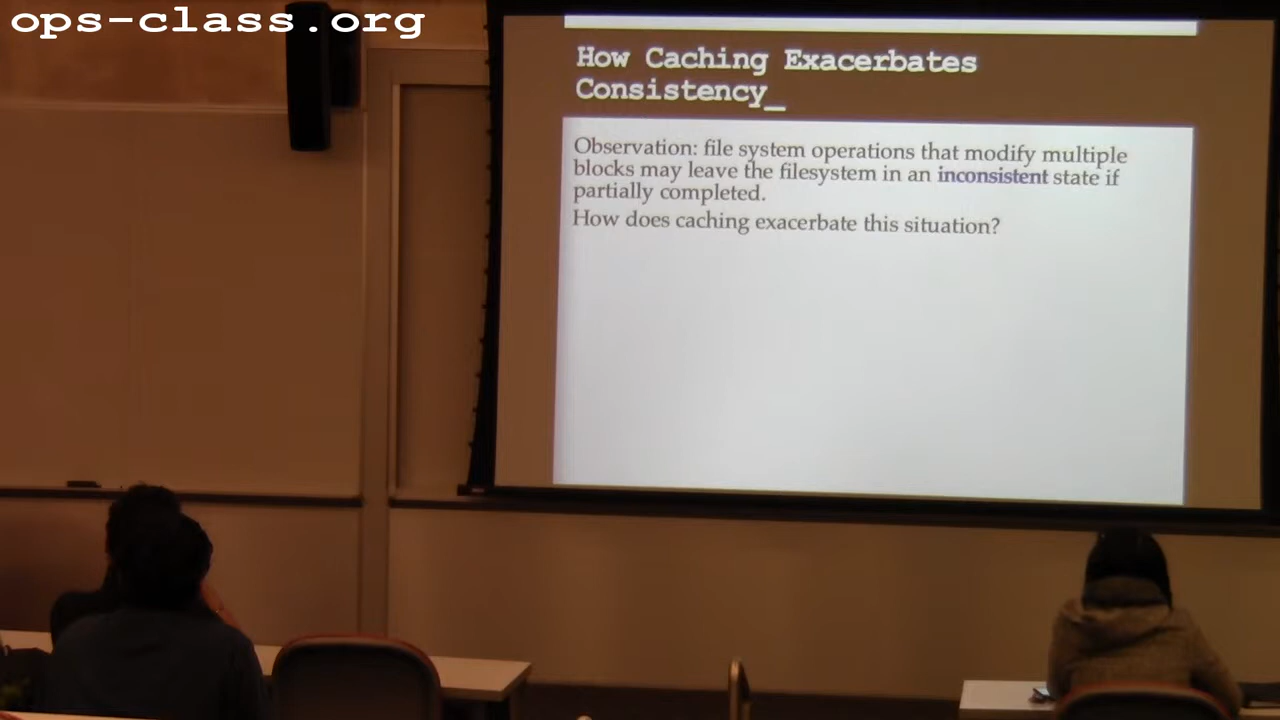 ops-class.org
How Caching Exacerbates
Consistency_
Observation: file system operations that modify multiple
blocks may leave the filesystem in an inconsistent state if
partially completed.
How does caching exacerbate this situation?